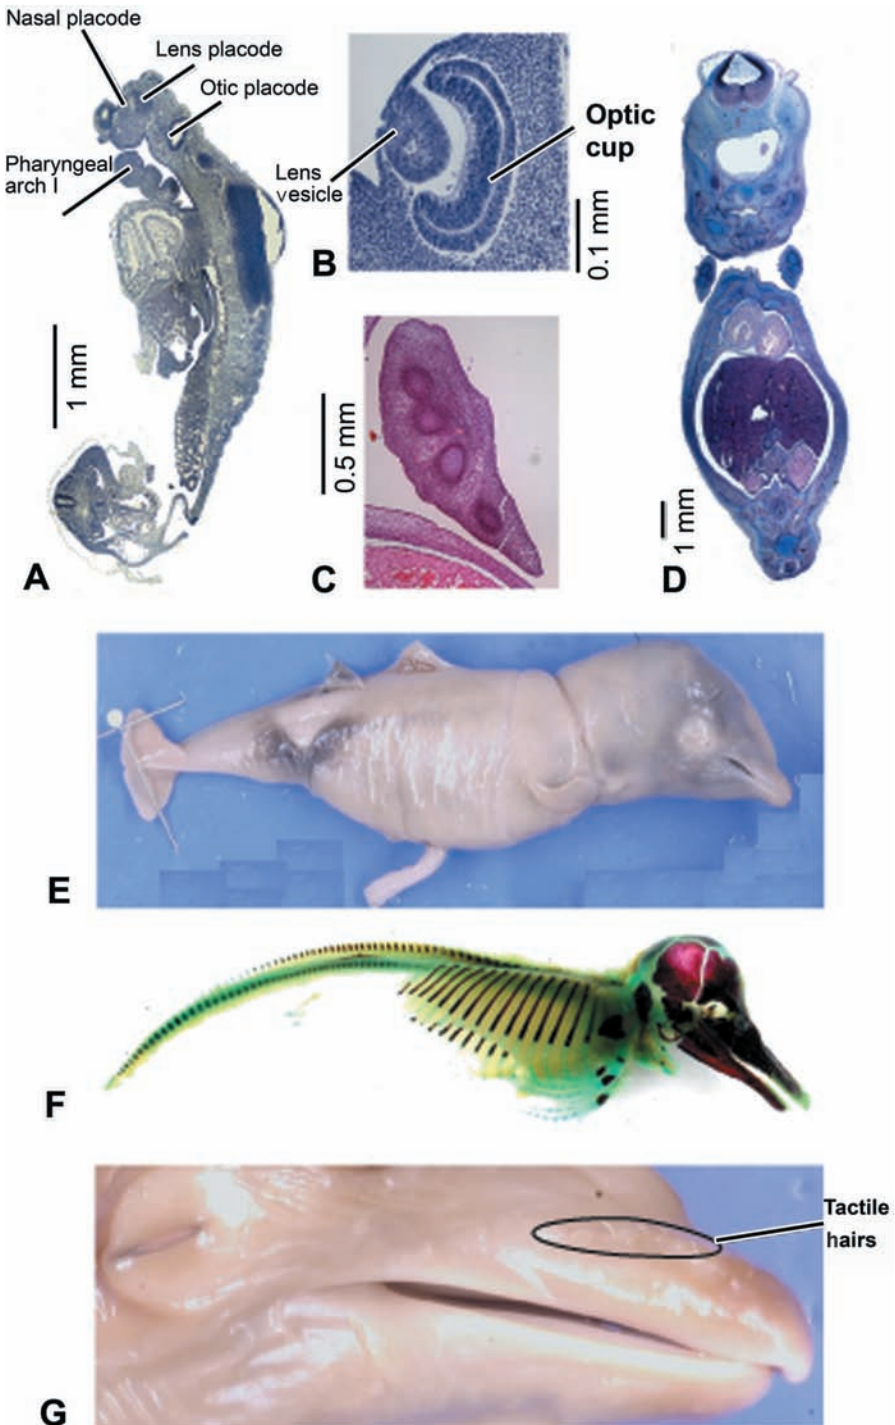 Nasal placode
Lens placode
Otic placode
Pharyngeal
arch I
1 mm
A
Lens
vesicle
Optic
cup
B
0.1 mm
0.5 mm
C
1 mm
D
E
F
Tactile
hairs
G